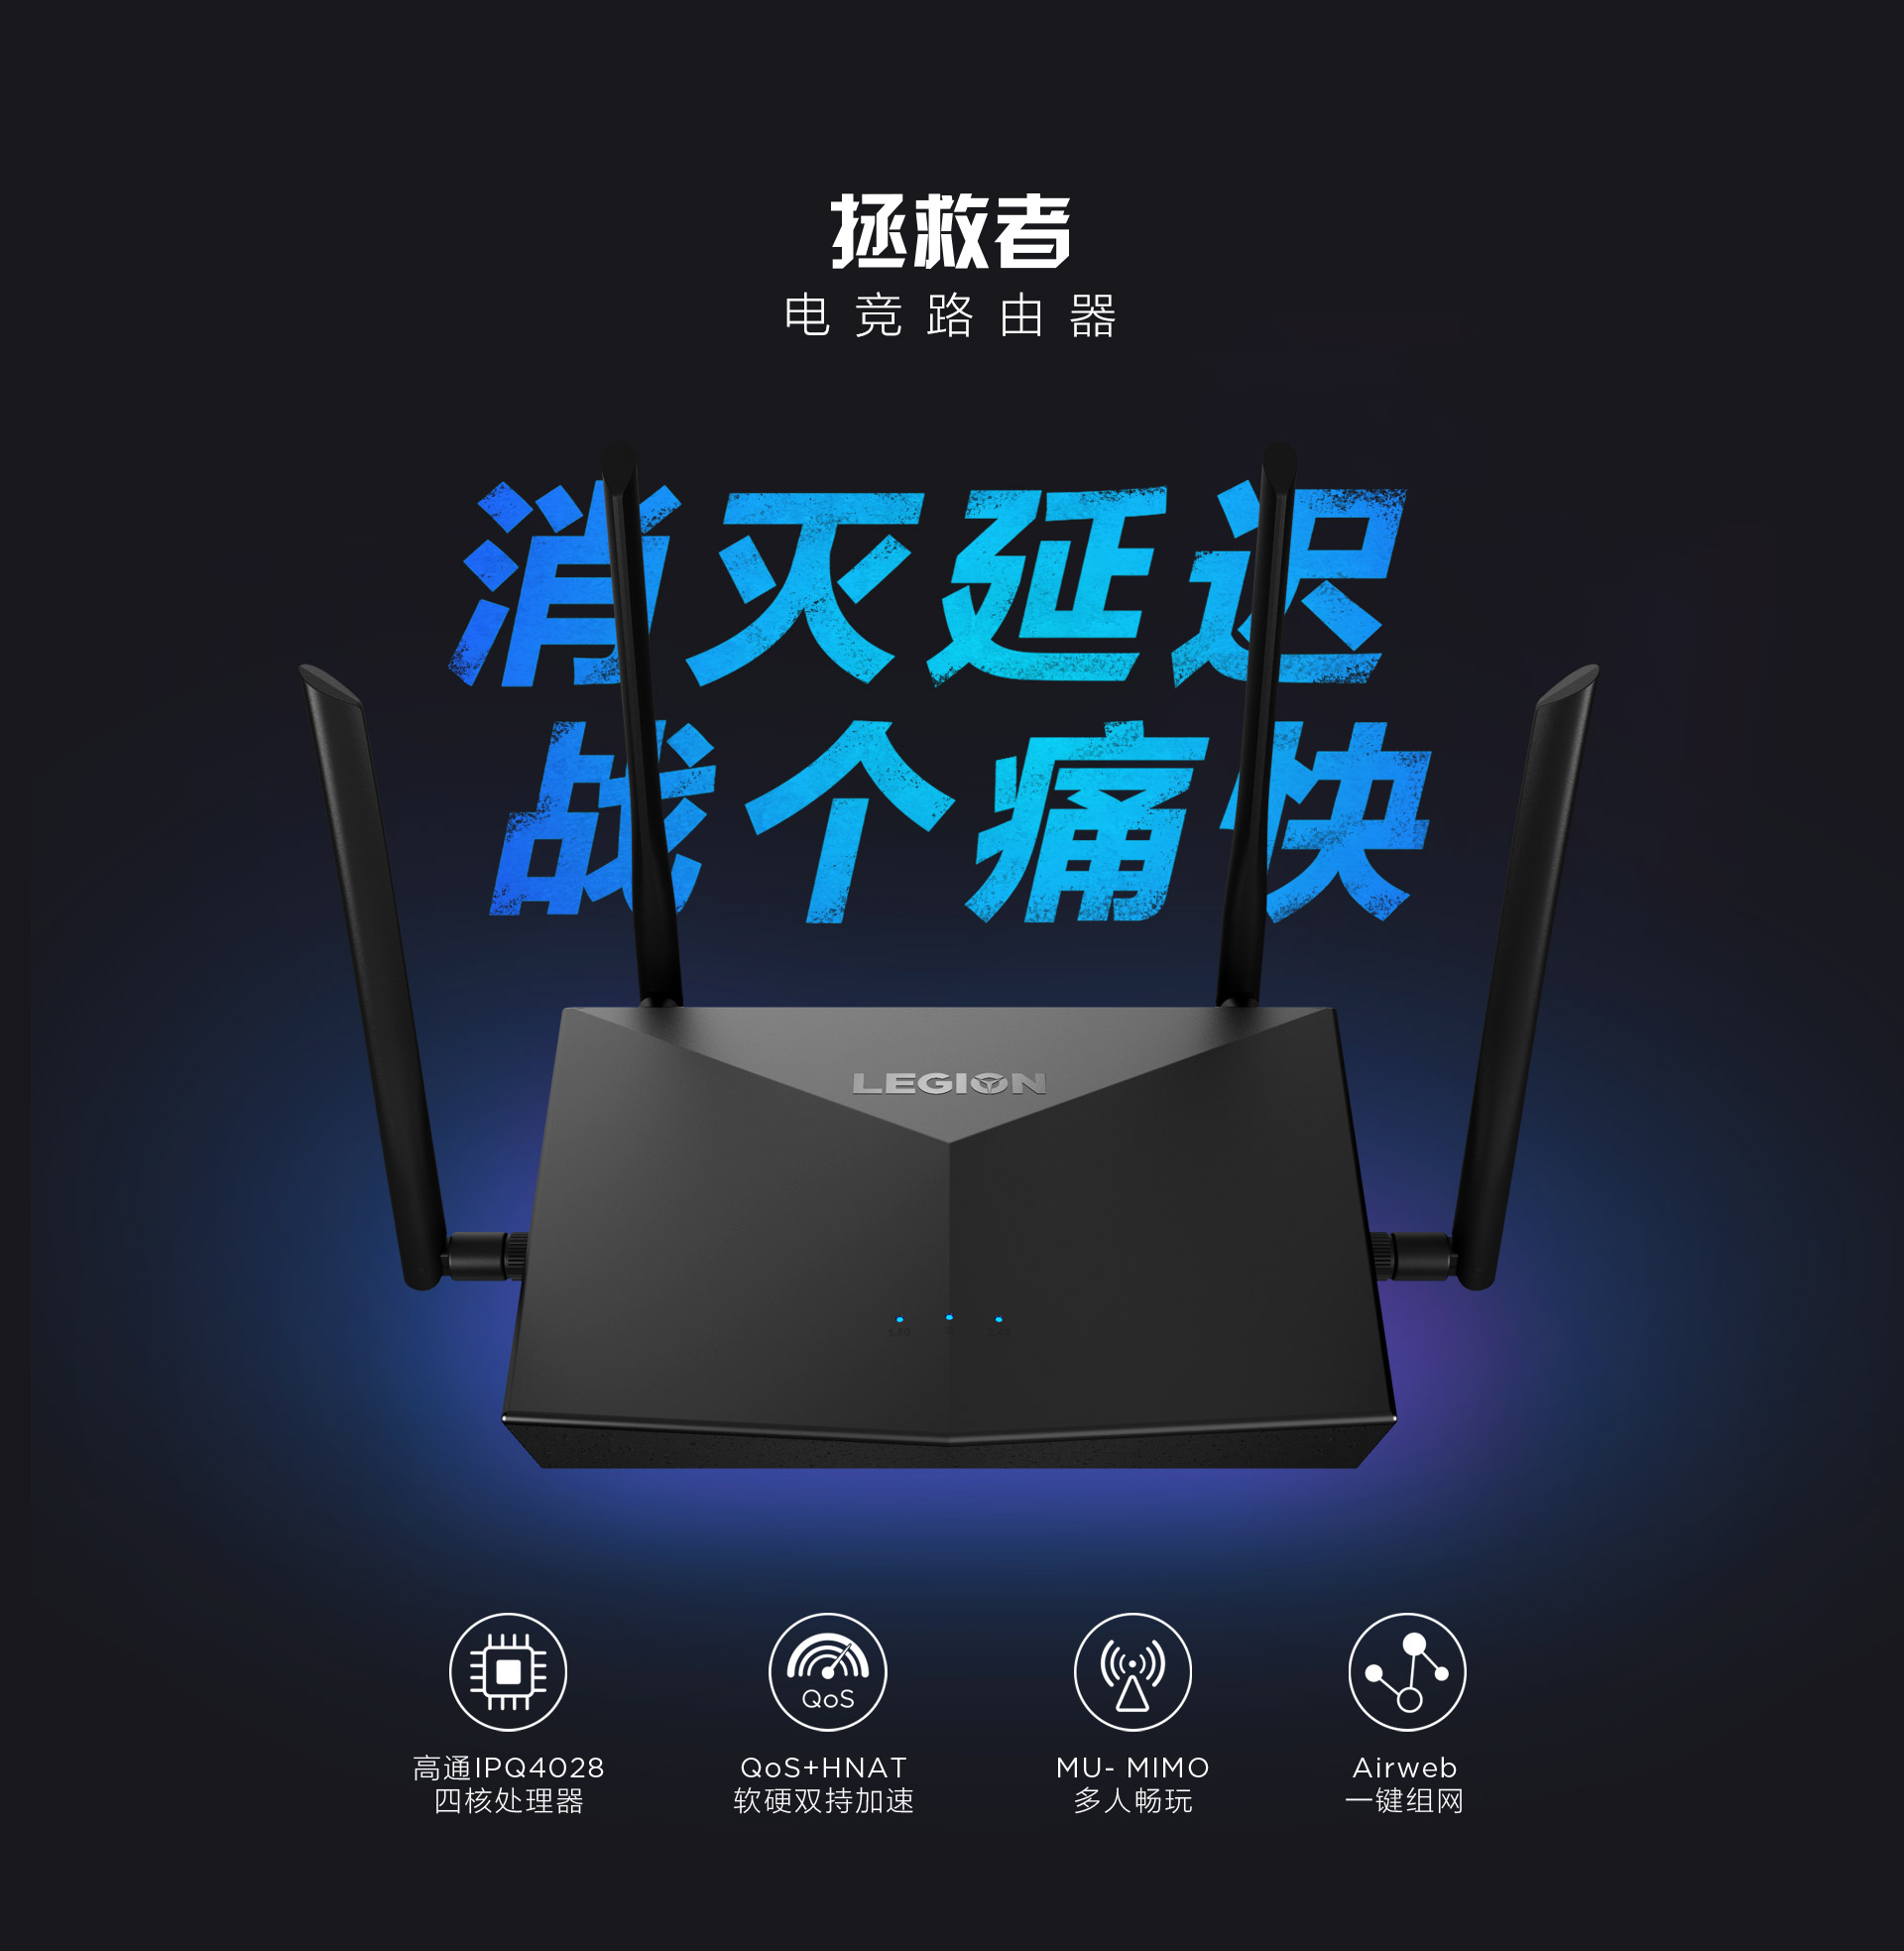 拯救者
电竞路由器
消灭延迟
战个痛快
LEGION
QoS
高通IPQ4028
四核处理器
QoS+HNAT
软硬双持加速
MU- MIMO
多人畅玩
Airweb
一键组网